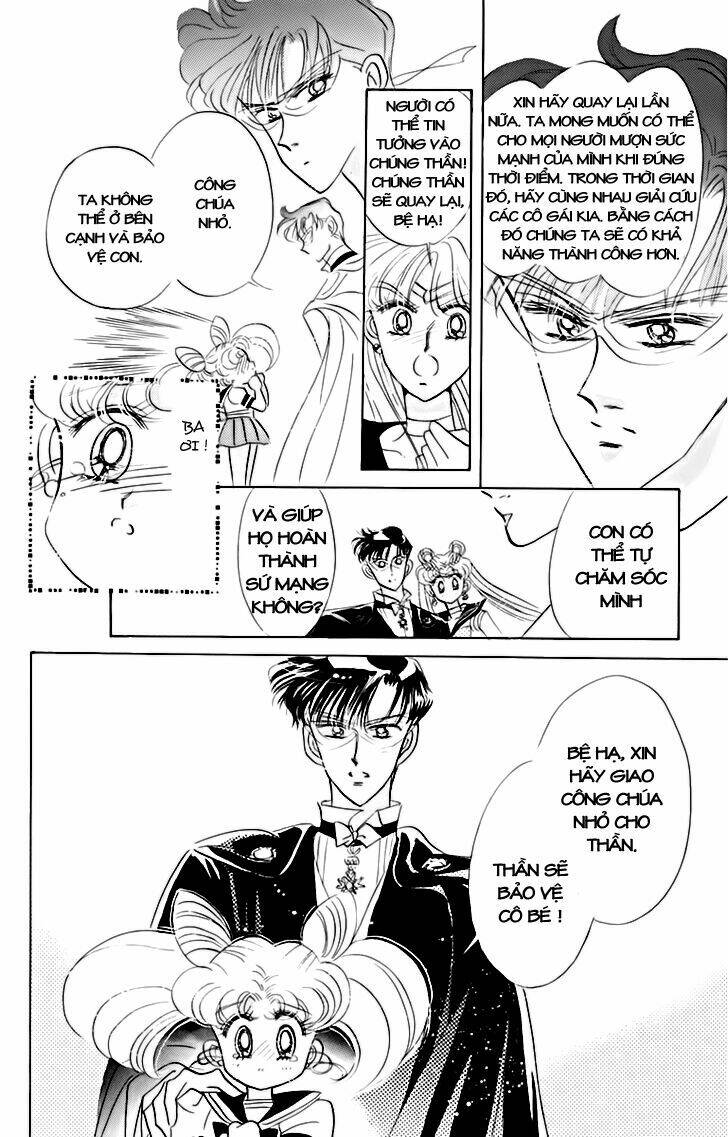 XIN HÃY QUAY LẠI LẦN
NỮA. TA MONG MUỐN CÓ THỂ
CHO MỌI NGƯỜI MƯỢN SỨC
MẠNH CỦA MÌNH KHI ĐÚNG
THỜI ĐIỂM. TRONG THỜI GIAN
ĐÓ, HÃY CÙNG NHAU GIẢI CỨU
CÁC CÔ GÁI KIA. BẰNG CÁCH
ĐÓ CHÚNG TA SẼ CÓ KHẢ
NĂNG THÀNH CÔNG HƠN.
NGƯỜI CÓ
THỂ TIN
TƯỞNG VÀO
CHÚNG THẦN!
CHÚNG THẦN
SẼ QUAY LẠI,
BỆ HẠ!
CÔNG
CHÚA
NHỎ.
TA KHÔNG
THỂ Ở BÊN
CẠNH VÀ BẢO
VỆ CON.
BA
ƠI !
CON CÓ
THỂ TỰ
CHĂM SÓC
MÌNH
VÀ GIÚP
HỌ HOÀN
THÀNH
SỨ MẠNG
KHÔNG?
BỆ HẠ, XIN
HÃY GIAO
CÔNG CHÚA
NHỎ CHO
THẦN.
THẦN SẼ
BẢO VỆ
CÔ BÉ !